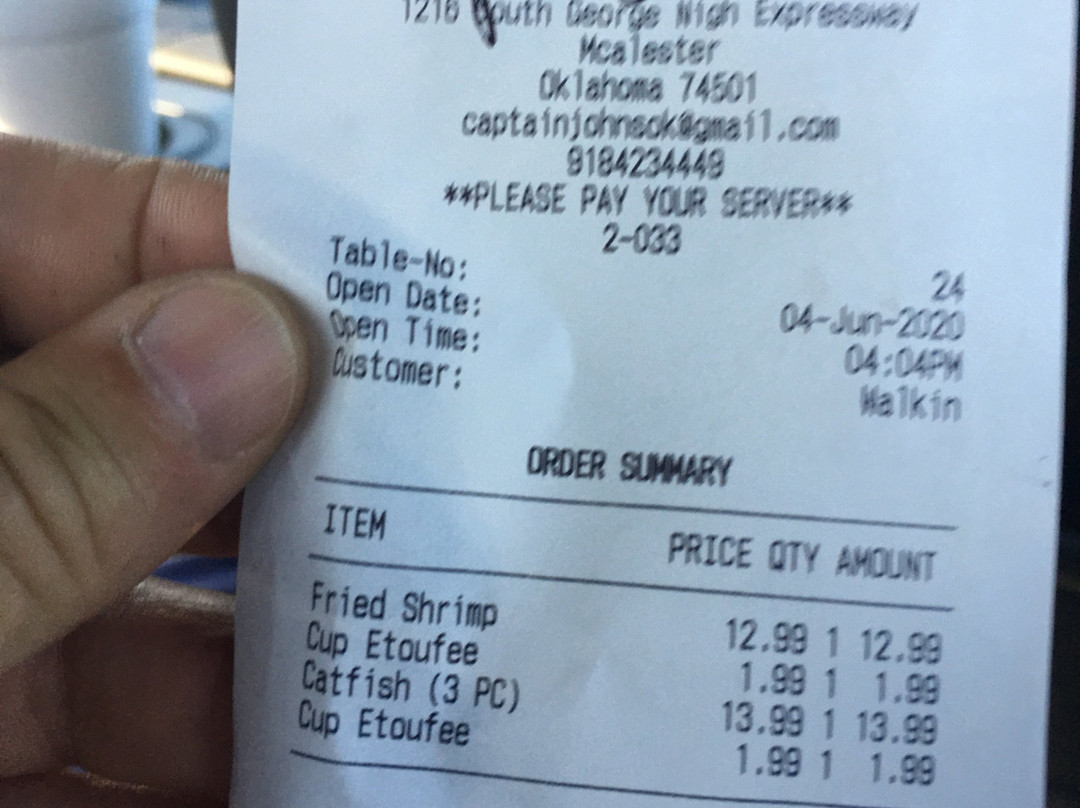 1216 South George Nigh Expressway
Mcalester
Oklahoma 74501
captainjohnsok@gmail.com
9184234449
**PLEASE PAY YOUR SERVER**
2-033
Table-No: 24
Open Date: 04-Jun-2020
Open Time: 04:04PM
Customer: Walkin
ORDER SUMMARY
ITEM PRICE QTY AMOUNT
Fried Shrimp 12.99 1 12.99
Cup Etoufee 1.99 1 1.99
Catfish (3 PC) 13.99 1 13.99
Cup Etoufee 1.99 1 1.99